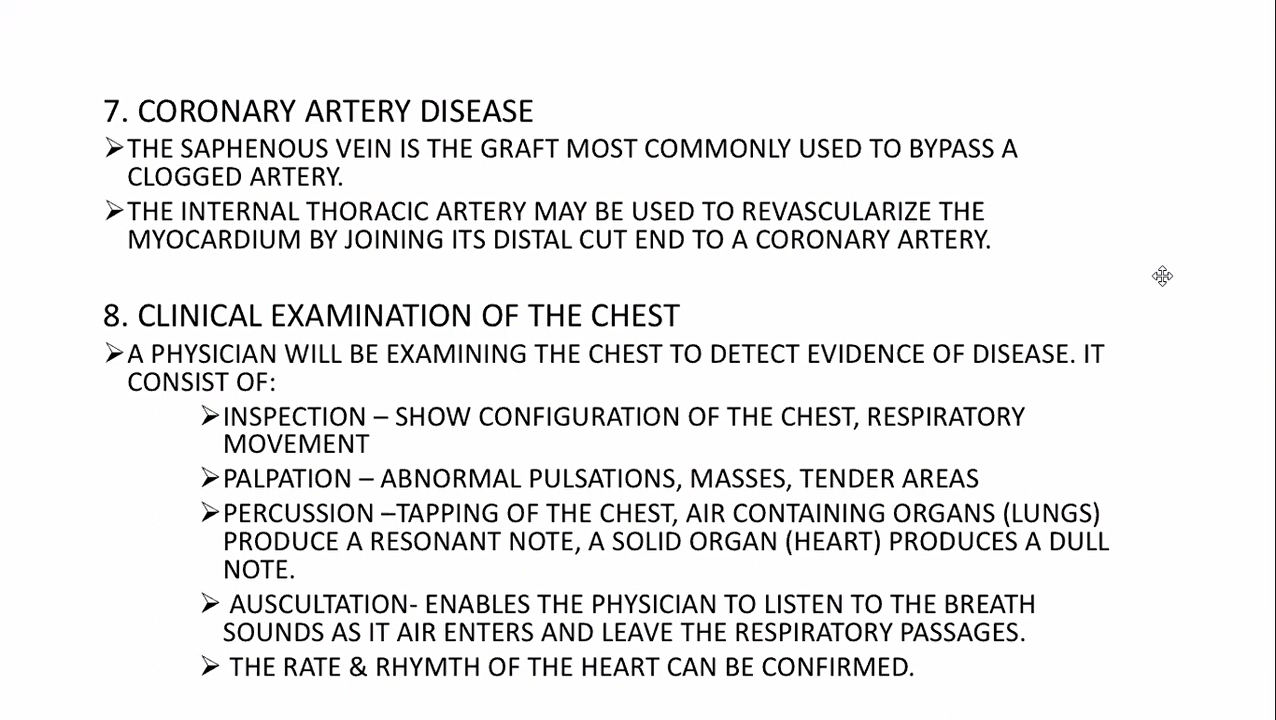 7. CORONARY ARTERY DISEASE
➢THE SAPHENOUS VEIN IS THE GRAFT MOST COMMONLY USED TO BYPASS A
CLOGGED ARTERY.
➢THE INTERNAL THORACIC ARTERY MAY BE USED TO REVASCULARIZE THE
MYOCARDIUM BY JOINING ITS DISTAL CUT END TO A CORONARY ARTERY.
8. CLINICAL EXAMINATION OF THE CHEST
➢A PHYSICIAN WILL BE EXAMINING THE CHEST TO DETECT EVIDENCE OF DISEASE. IT
CONSIST OF:
➢INSPECTION – SHOW CONFIGURATION OF THE CHEST, RESPIRATORY
MOVEMENT
➢PALPATION – ABNORMAL PULSATIONS, MASSES, TENDER AREAS
➢PERCUSSION –TAPPING OF THE CHEST, AIR CONTAINING ORGANS (LUNGS)
PRODUCE A RESONANT NOTE, A SOLID ORGAN (HEART) PRODUCES A DULL
NOTE.
➢ AUSCULTATION- ENABLES THE PHYSICIAN TO LISTEN TO THE BREATH
SOUNDS AS IT AIR ENTERS AND LEAVE THE RESPIRATORY PASSAGES.
➢ THE RATE & RHYMTH OF THE HEART CAN BE CONFIRMED.